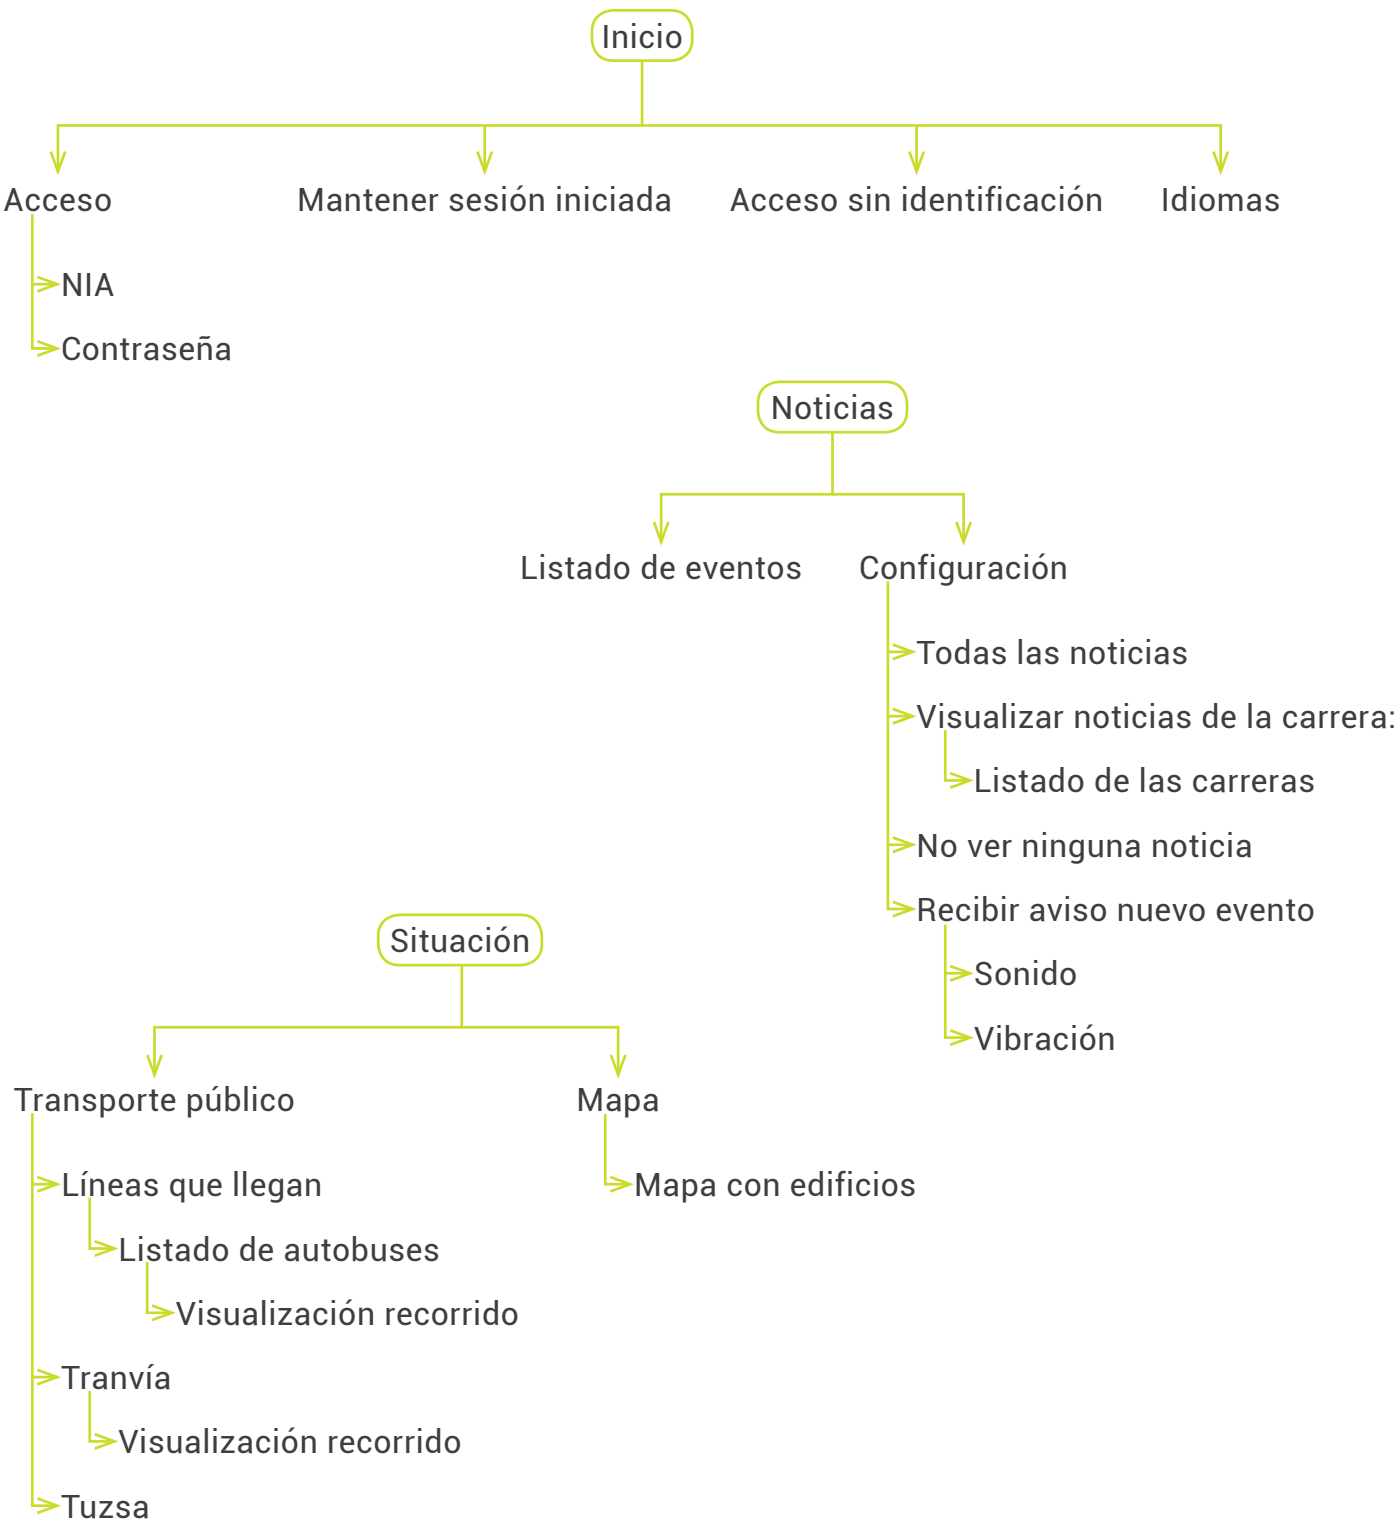 Inicio
Acceso
Mantener sesión iniciada
Acceso sin identificación
Idiomas
NIA
Contraseña
Noticias
Listado de eventos
Configuración
Todas las noticias
Visualizar noticias de la carrera:
Listado de las carreras
No ver ninguna noticia
Recibir aviso nuevo evento
Sonido
Vibración
Situación
Transporte público
Mapa
Líneas que llegan
Mapa con edificios
Listado de autobuses
Visualización recorrido
Tranvía
Visualización recorrido
Tuzsa